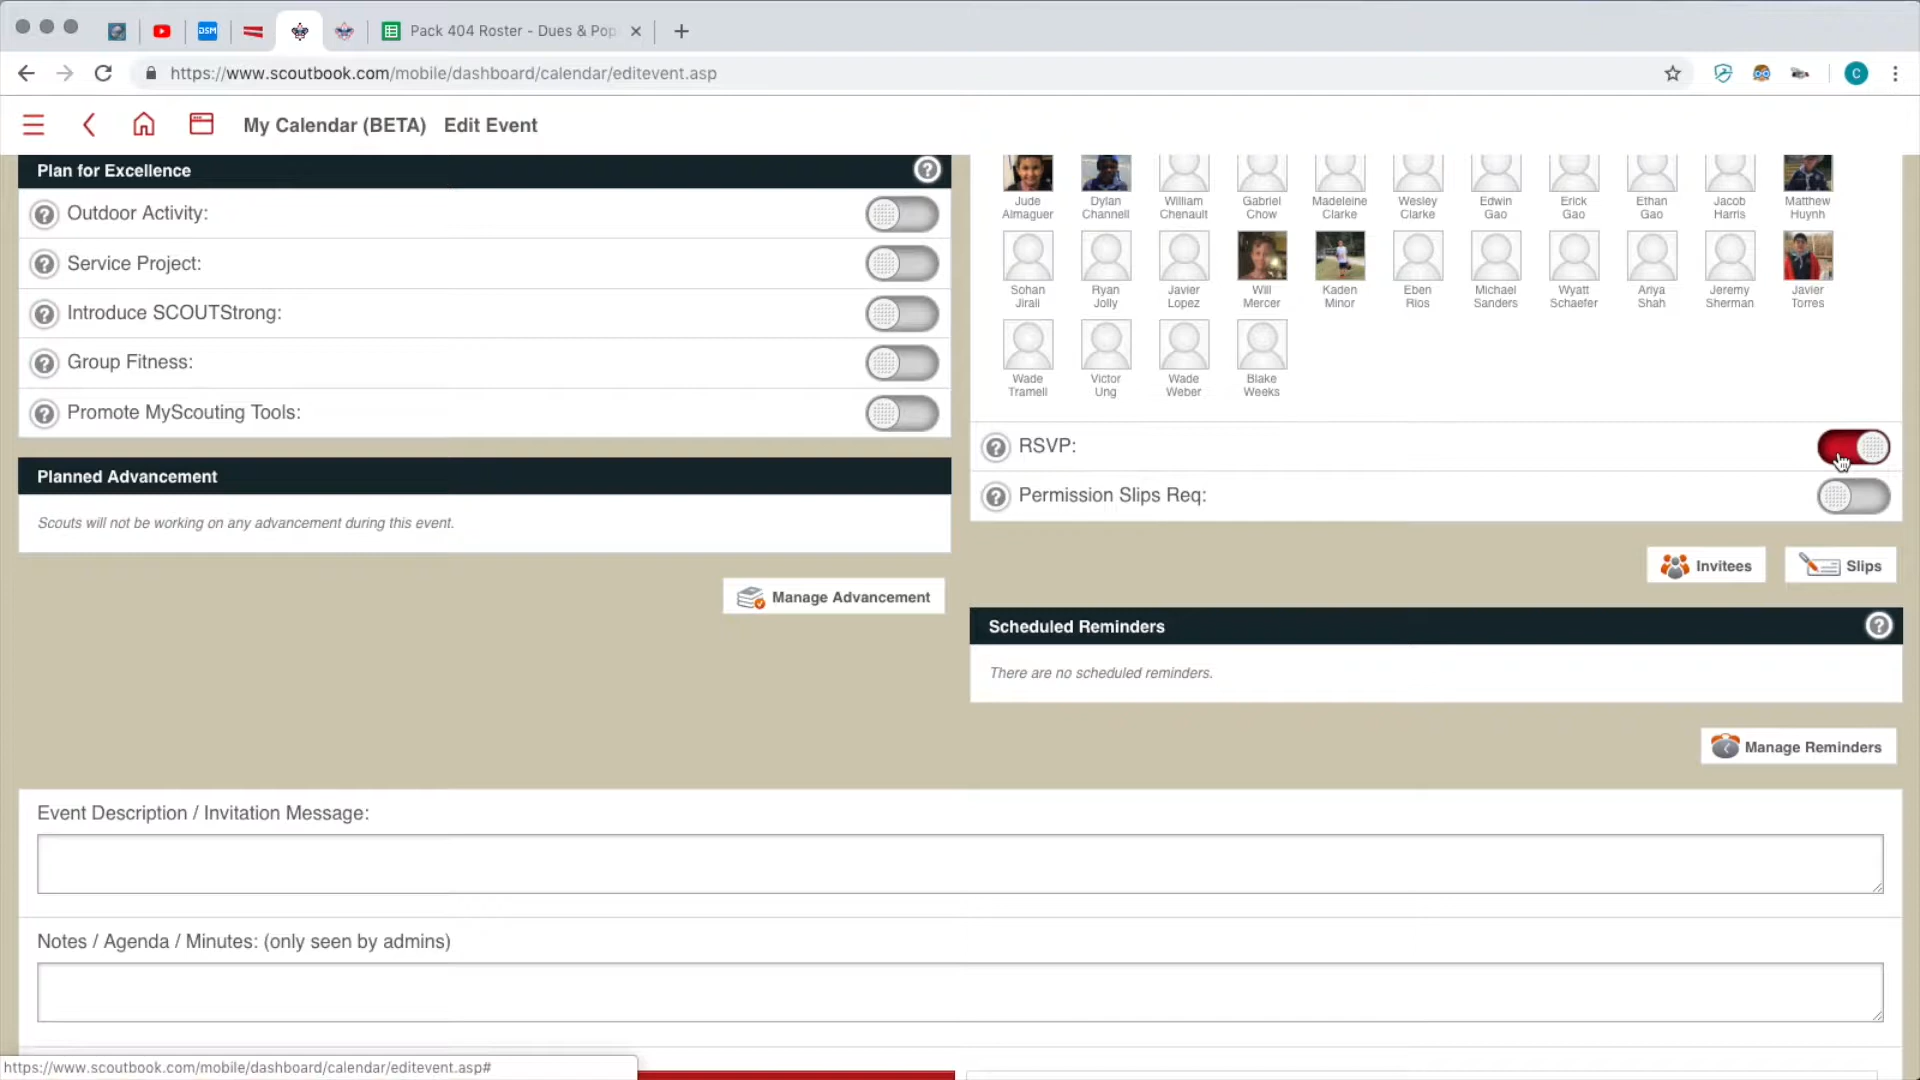 DSM
Pack 404 Roster - Dues & Pop
https://www.scoutbook.com/mobile/dashboard/calendar/editevent.asp
C
My Calendar (BETA) Edit Event
Plan for Excellence
Outdoor Activity:
Service Project:
Introduce SCOUTStrong:
Group Fitness:
Promote MyScouting Tools:
Planned Advancement
Scouts will not be working on any advancement during this event.
Manage Advancement
Jude Almaguer
Dylan Channell
William Chenault
Gabriel Chow
Madeleine Clarke
Wesley Clarke
Edwin Gao
Erick Gao
Ethan Gao
Jacob Harris
Matthew Huynh
Sohan Jirali
Ryan Jolly
Javier Lopez
Will Mercer
Kaden Minor
Eben Rios
Michael Sanders
Wyatt Schaefer
Ariya Shah
Jeremy Sherman
Javier Torres
Wade Tramell
Victor Ung
Wade Weber
Blake Weeks
RSVP:
Permission Slips Req:
Invitees
Slips
Scheduled Reminders
There are no scheduled reminders.
Manage Reminders
Event Description / Invitation Message:
Notes / Agenda / Minutes: (only seen by admins)
https://www.scoutbook.com/mobile/dashboard/calendar/editevent.asp#